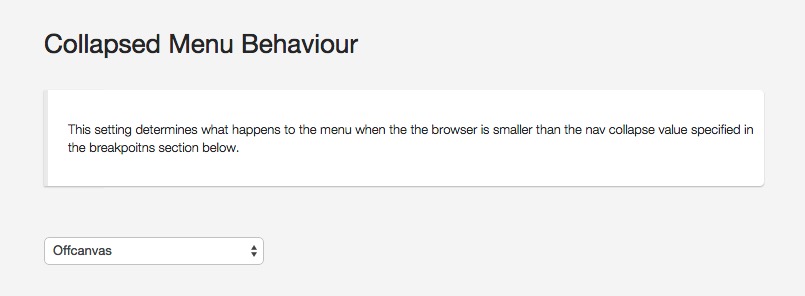 Collapsed Menu Behaviour
This setting determines what happens to the menu when the the browser is smaller than the nav collapse value specified in
the breakpoitns section below.
Offcanvas